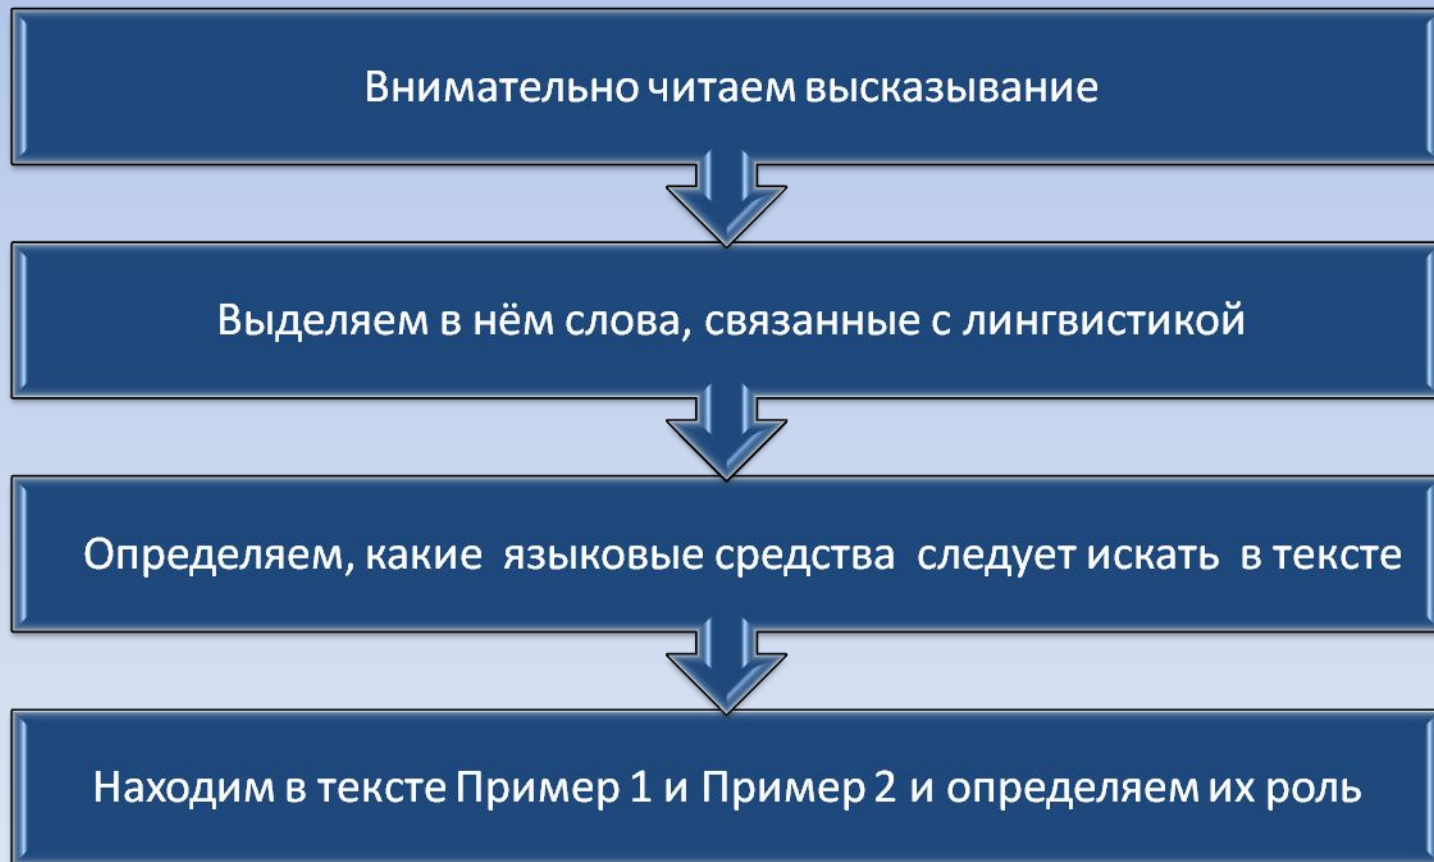 Внимательно читаем высказывание
Выделяем в нём слова, связанные с лингвистикой
Определяем, какие языковые средства следует искать в тексте
Находим в тексте Пример 1 и Пример 2 и определяем их роль